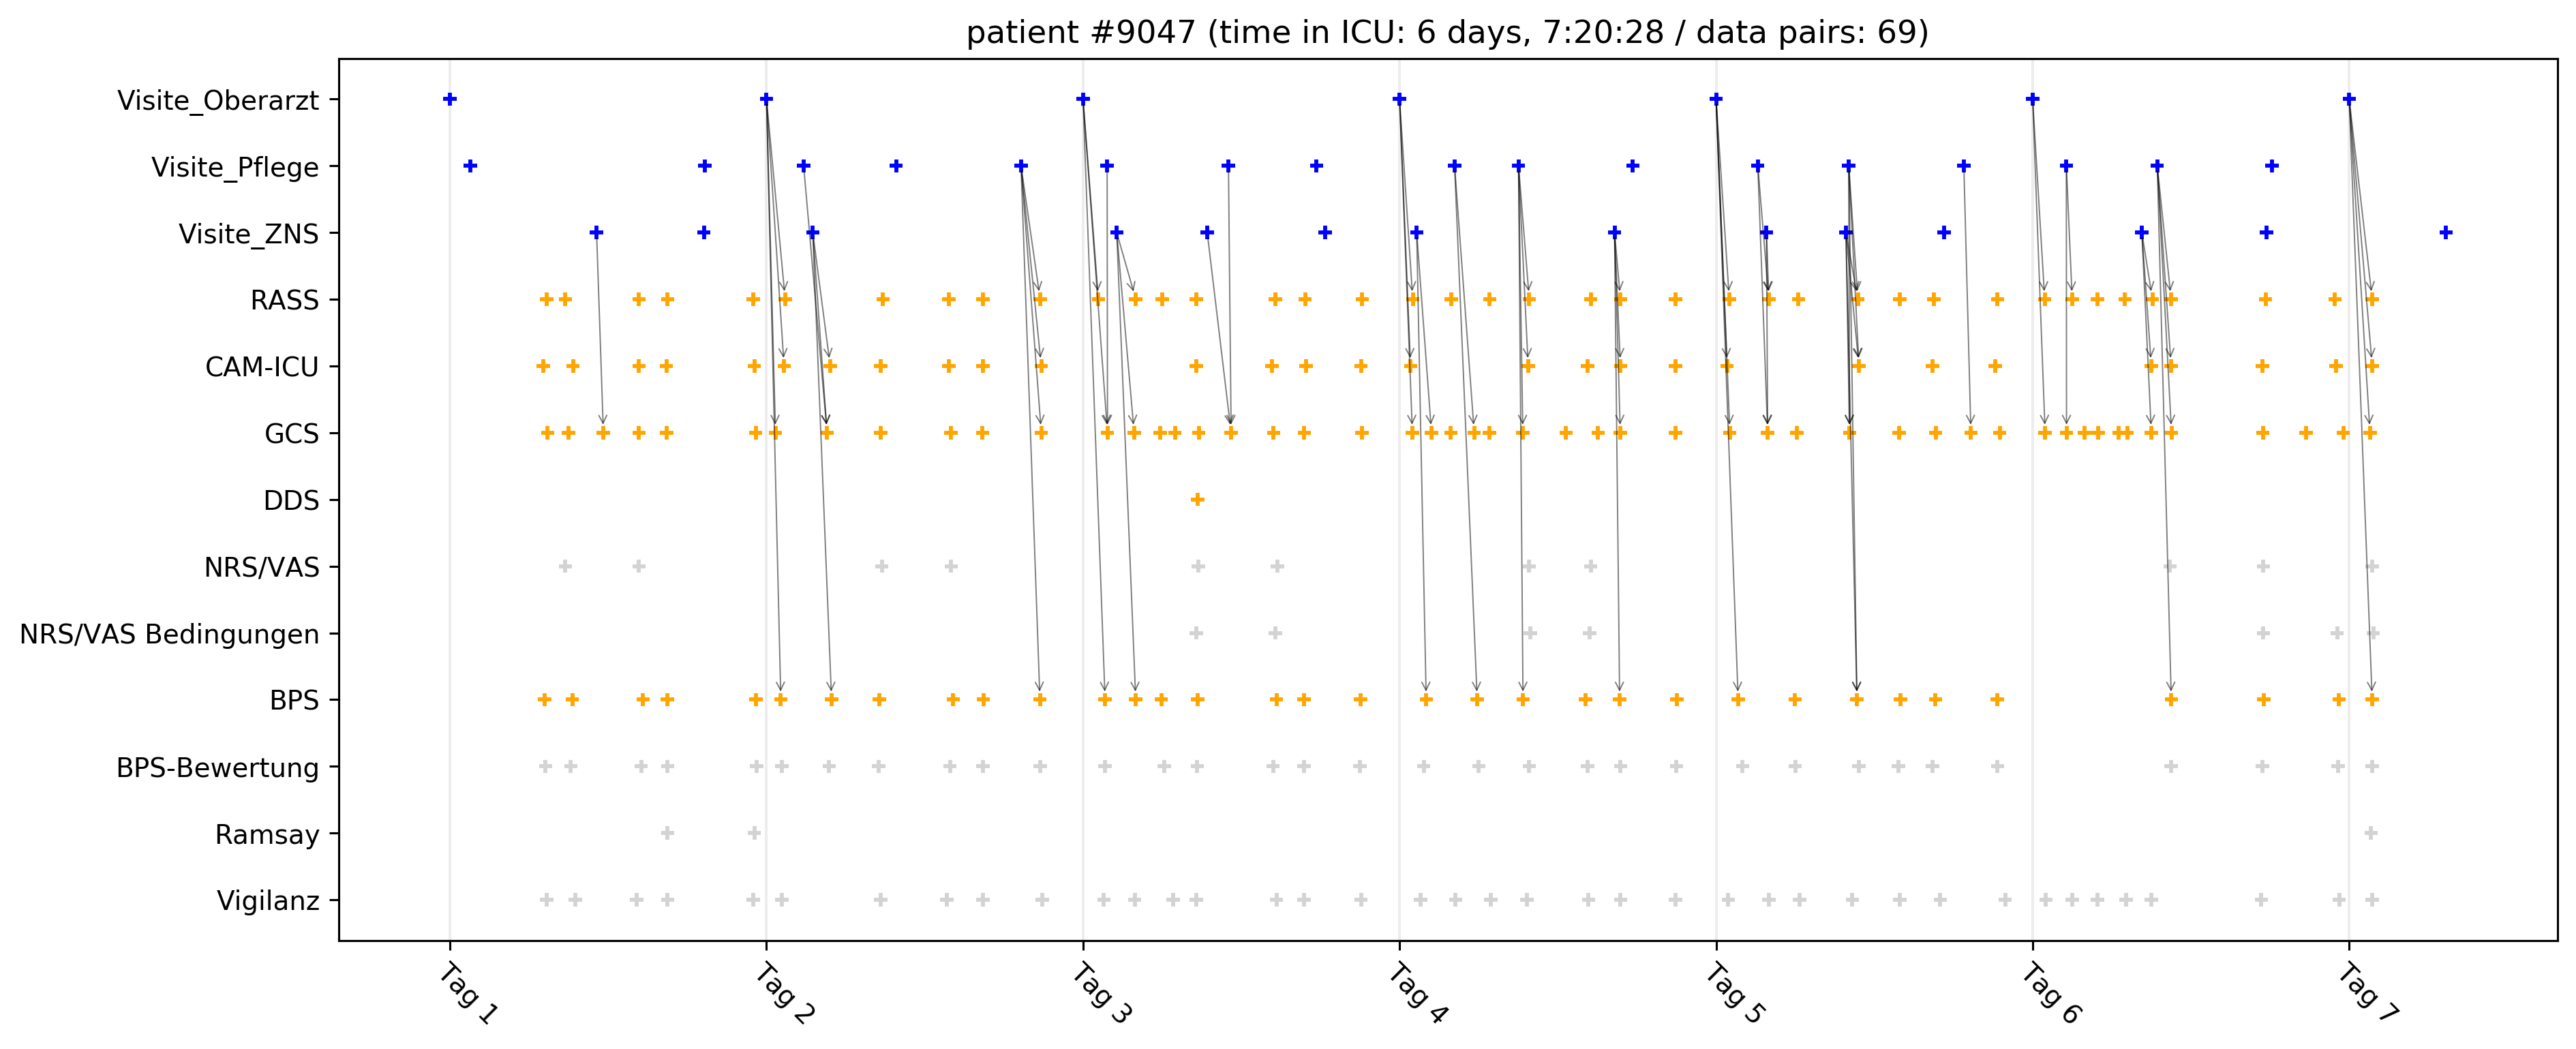 patient #9047 (time in ICU: 6 days, 7:20:28 / data pairs: 69)
Visite_Oberarzt
Visite_Pflege
Visite_ZNS
RASS
CAM-ICU
GCS
DDS
NRS/VAS
NRS/VAS Bedingungen
BPS
BPS-Bewertung
Ramsay
Vigilanz
Tag 1
Tag 2
Tag 3
Tag 4
Tag 5
Tag 6
Tag 7